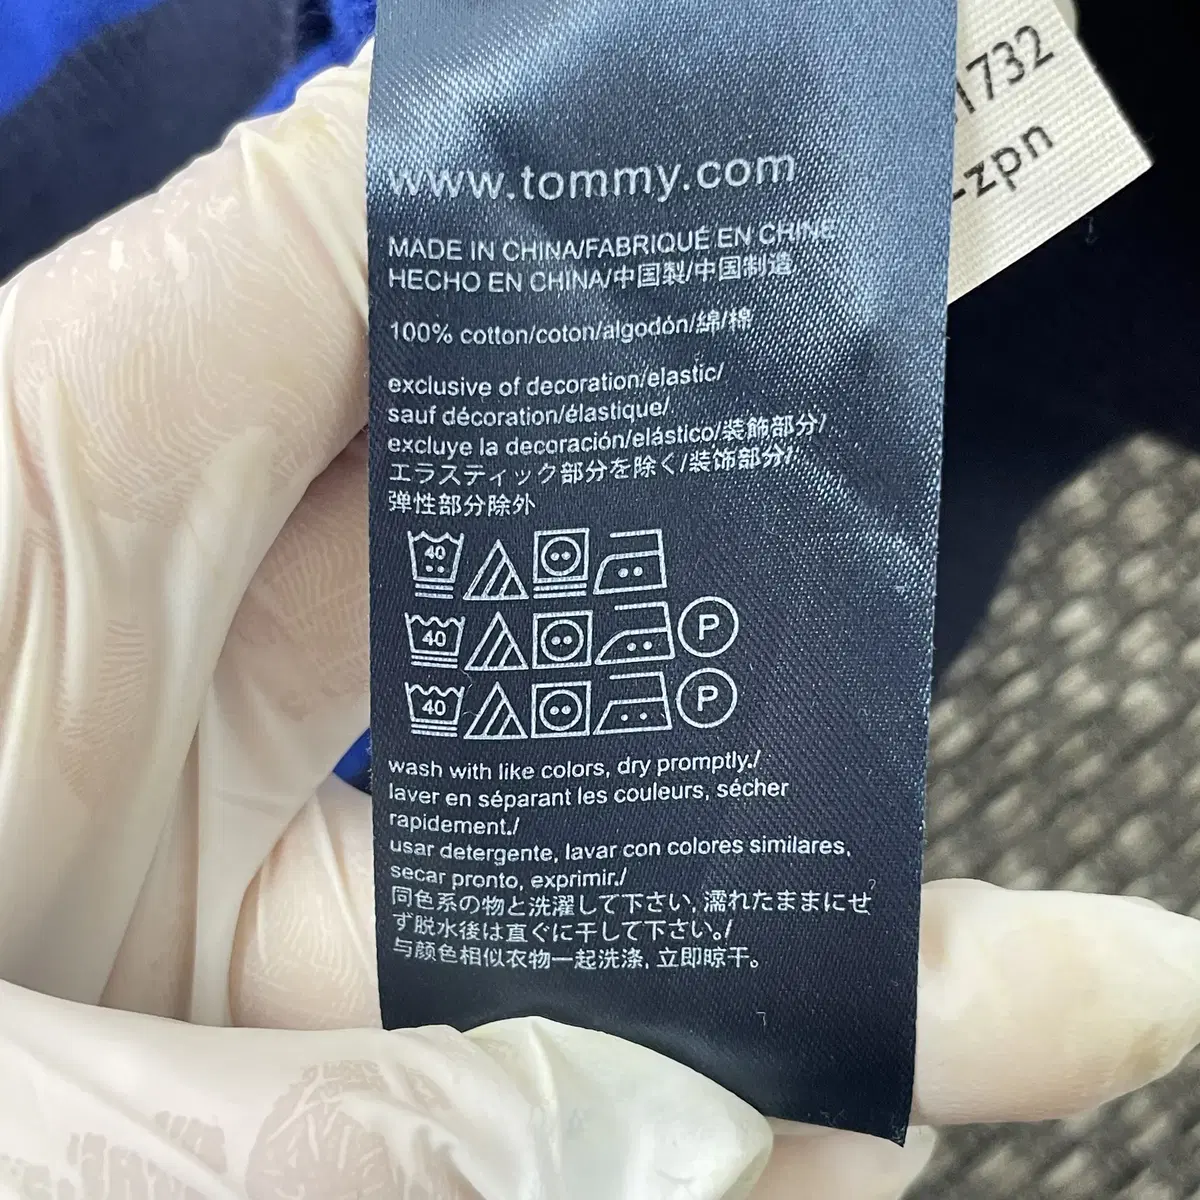 1732
zpn
www.tommy.com
MADE IN CHINA/FABRIQUÉ EN CHINE
HECHO EN CHINA/中国製/中国制造
100% cotton/coton/algodón/綿/棉
exclusive of decoration/elastic/
sauf décoration/élastique/
excluye la decoración/elástico/装飾部分/
エラスティック部分を除く/装饰部分/
弹性部分除外
40
40 P
40 P
wash with like colors, dry promptly./
laver en séparant les couleurs, sécher
rapidement./
usar detergente, lavar con colores similares,
secar pronto, exprimir./
同色系の物と洗濯して下さい, 濡れたままにせ
ず脱水後は直ぐに干して下さい。/
与颜色相似衣物一起洗涤, 立即晾干。